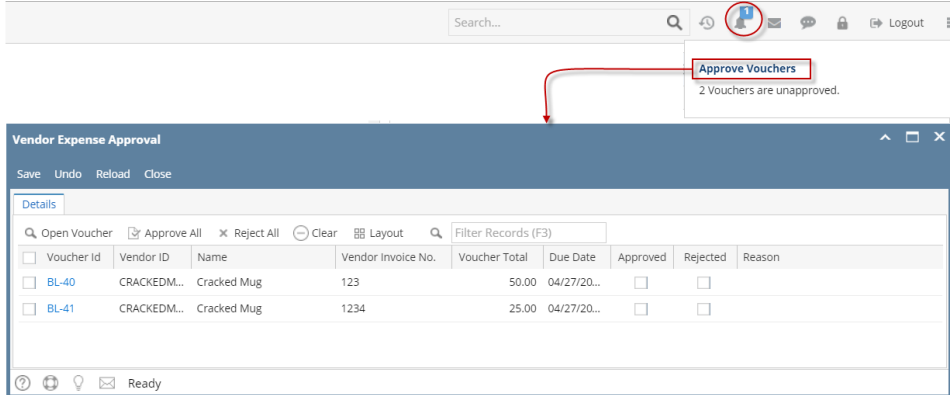 Search...
1
Logout
Approve Vouchers
2 Vouchers are unapproved.
Vendor Expense Approval
Save Undo Reload Close
Details
Open Voucher Approve All Reject All Clear Layout Filter Records (F3)
Voucher Id Vendor ID Name Vendor Invoice No. Voucher Total Due Date Approved Rejected Reason
BL-40 CRACKEDM... Cracked Mug 123 50.00 04/27/20...
BL-41 CRACKEDM... Cracked Mug 1234 25.00 04/27/20...
Ready